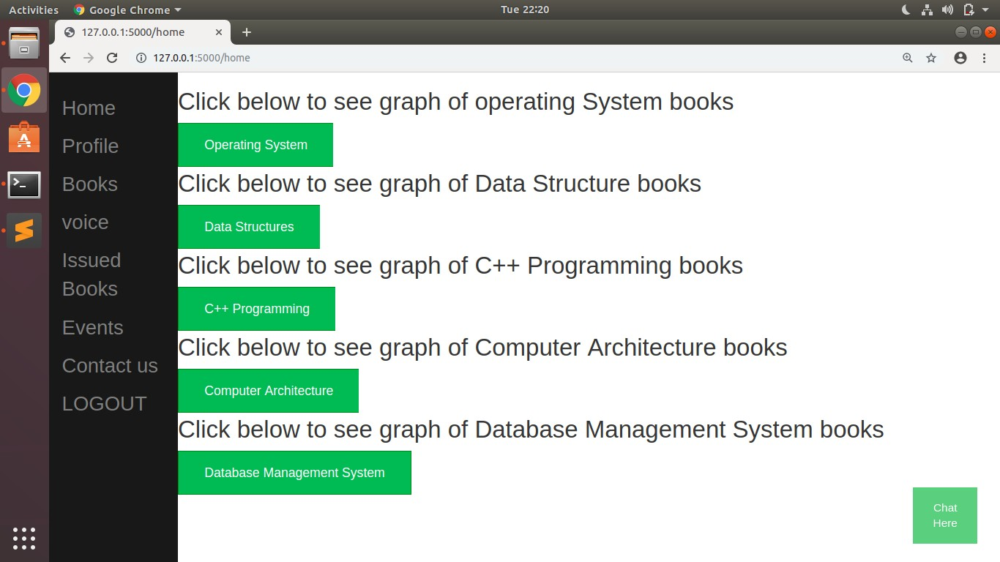 Activities
Google Chrome
Tue 22:20
127.0.0.1:5000/home
127.0.0.1:5000/home
Home
Profile
Books
voice
Issued
Books
Events
Contact us
LOGOUT
Click below to see graph of operating System books
Operating System
Click below to see graph of Data Structure books
Data Structures
Click below to see graph of C++ Programming books
C++ Programming
Click below to see graph of Computer Architecture books
Computer Architecture
Click below to see graph of Database Management System books
Database Management System
Chat
Here